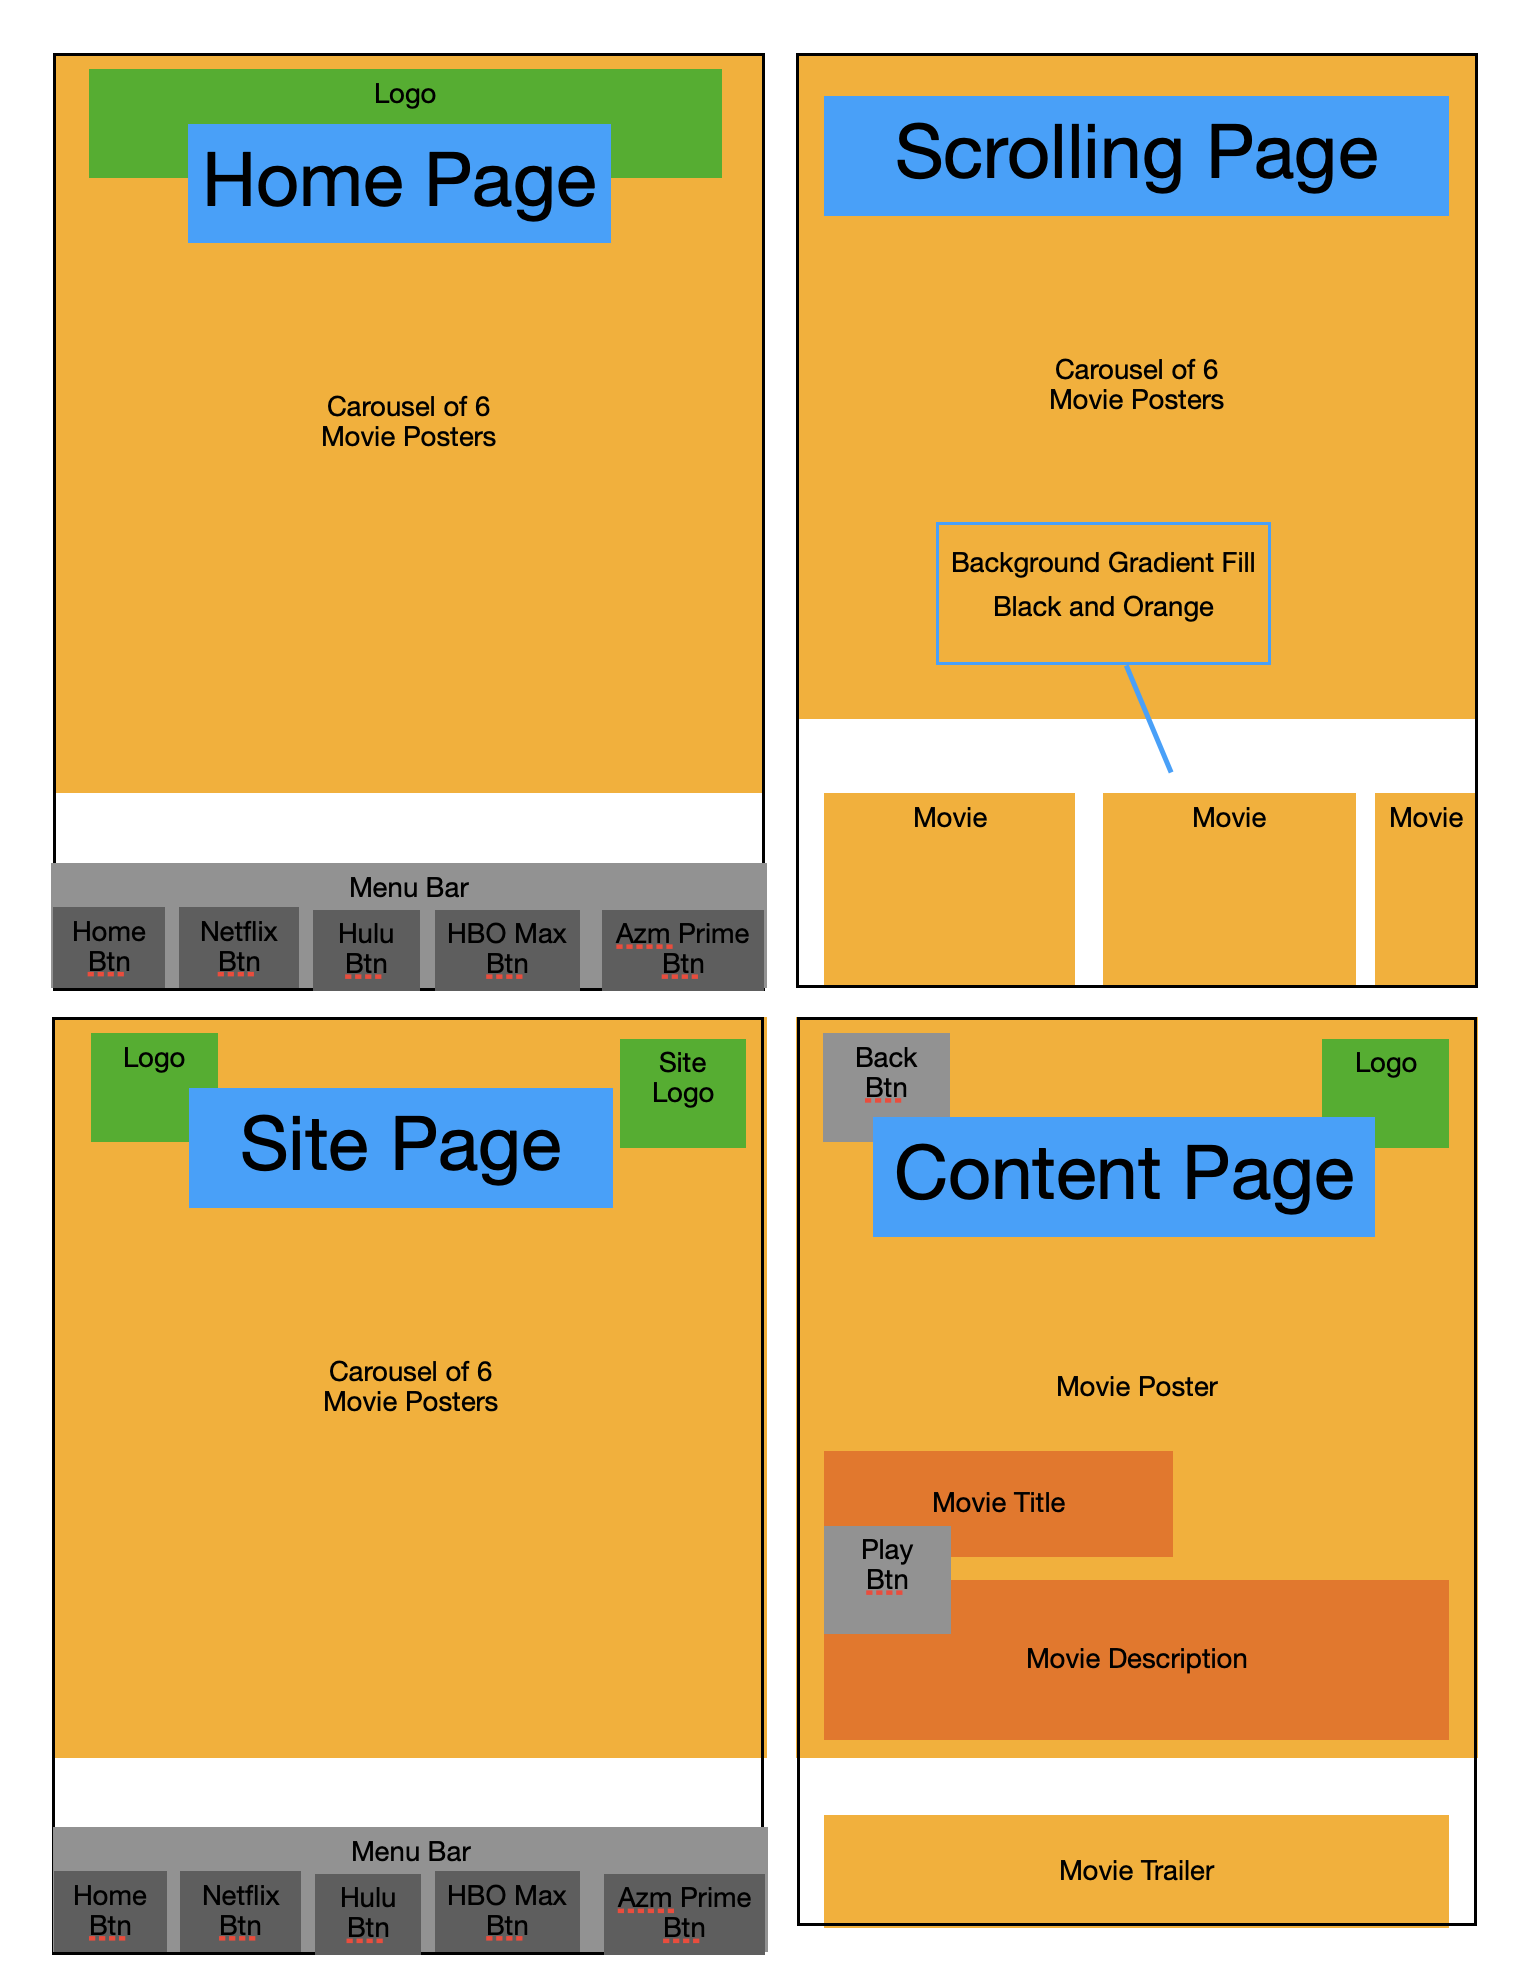 Logo
Home Page
Carousel of 6
Movie Posters
Menu Bar
Home
Btn
Netflix
Btn
Hulu
Btn
HBO Max
Btn
Azm Prime
Btn
Scrolling Page
Carousel of 6
Movie Posters
Background Gradient Fill
Black and Orange
Movie
Movie
Movie
Logo
Site
Logo
Site Page
Carousel of 6
Movie Posters
Menu Bar
Home
Btn
Netflix
Btn
Hulu
Btn
HBO Max
Btn
Azm Prime
Btn
Back
Btn
Logo
Content Page
Movie Poster
Movie Title
Play
Btn
Movie Description
Movie Trailer